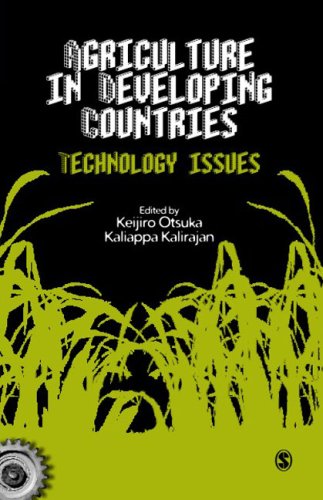 Agriculture
in Developing
Countries
Technology Issues
Edited by
Keijiro Otsuka
Kaliappa Kalirajan
S